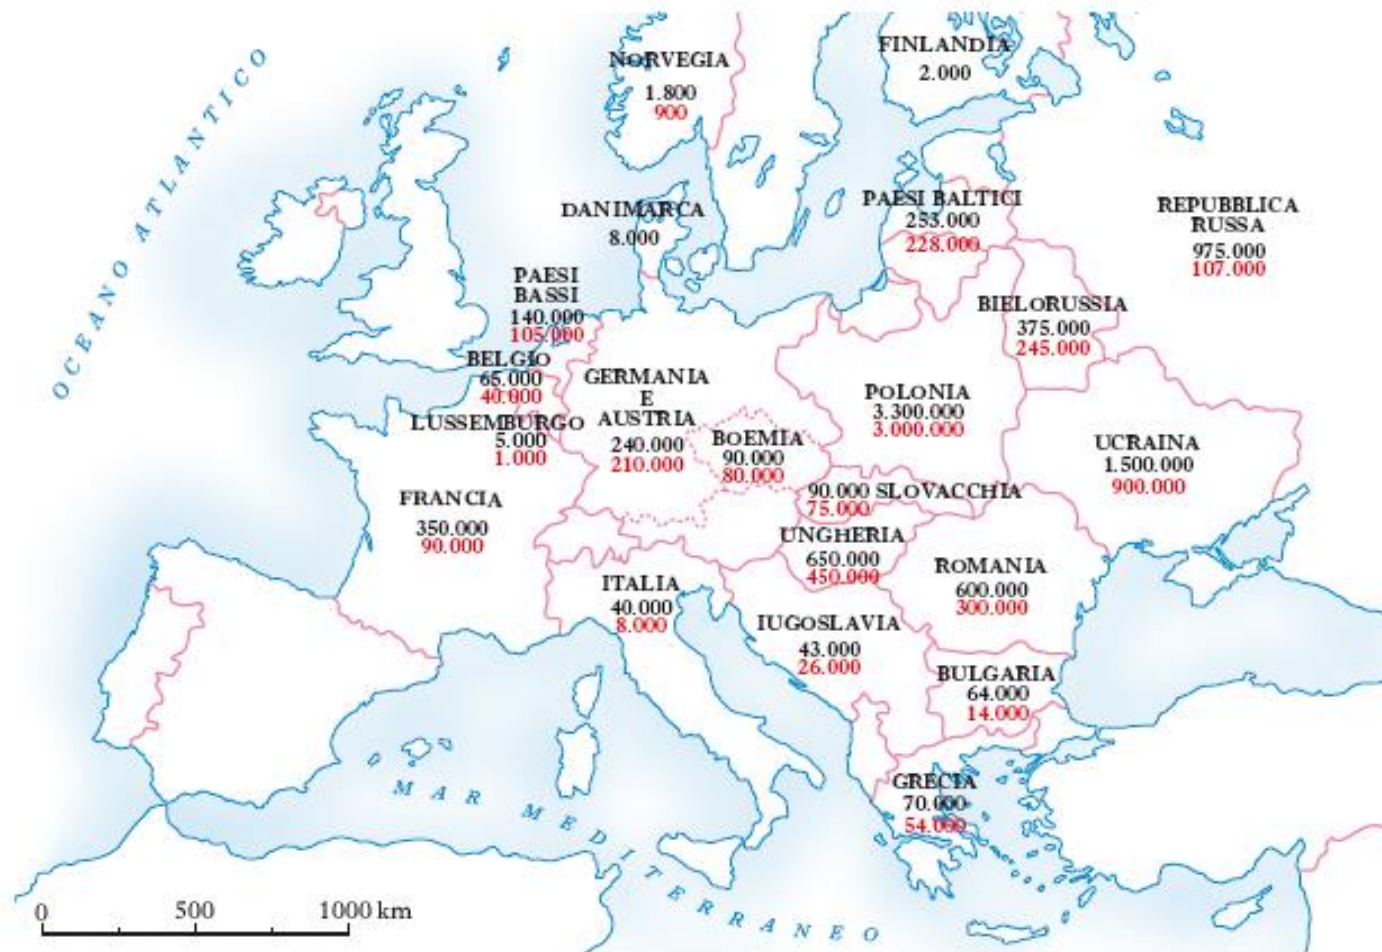 OCEANO ATLANTICO
NORVEGIA
1.800
900
FINLANDIA
2.000
DANIMARCA
8.000
PAESI BALTICI
253.000
228.000
REPUBBLICA
RUSSA
975.000
107.000
PAESI
BASSI
140.000
105.000
BIELORUSSIA
375.000
245.000
BELGIO
65.000
40.000
GERMANIA
E
AUSTRIA
240.000
210.000
POLONIA
3.300.000
3.000.000
LUSSEMBURGO
5.000
1.000
BOEMIA
90.000
80.000
UCRAINA
1.500.000
900.000
FRANCIA
350.000
90.000
90.000 SLOVACCHIA
75.000
UNGHERIA
650.000
450.000
ROMANIA
600.000
300.000
ITALIA
40.000
8.000
IUGOSLAVIA
43.000
26.000
BULGARIA
64.000
14.000
GRECIA
70.000
54.000
MAR MEDITERRANEO
0 500 1000 km